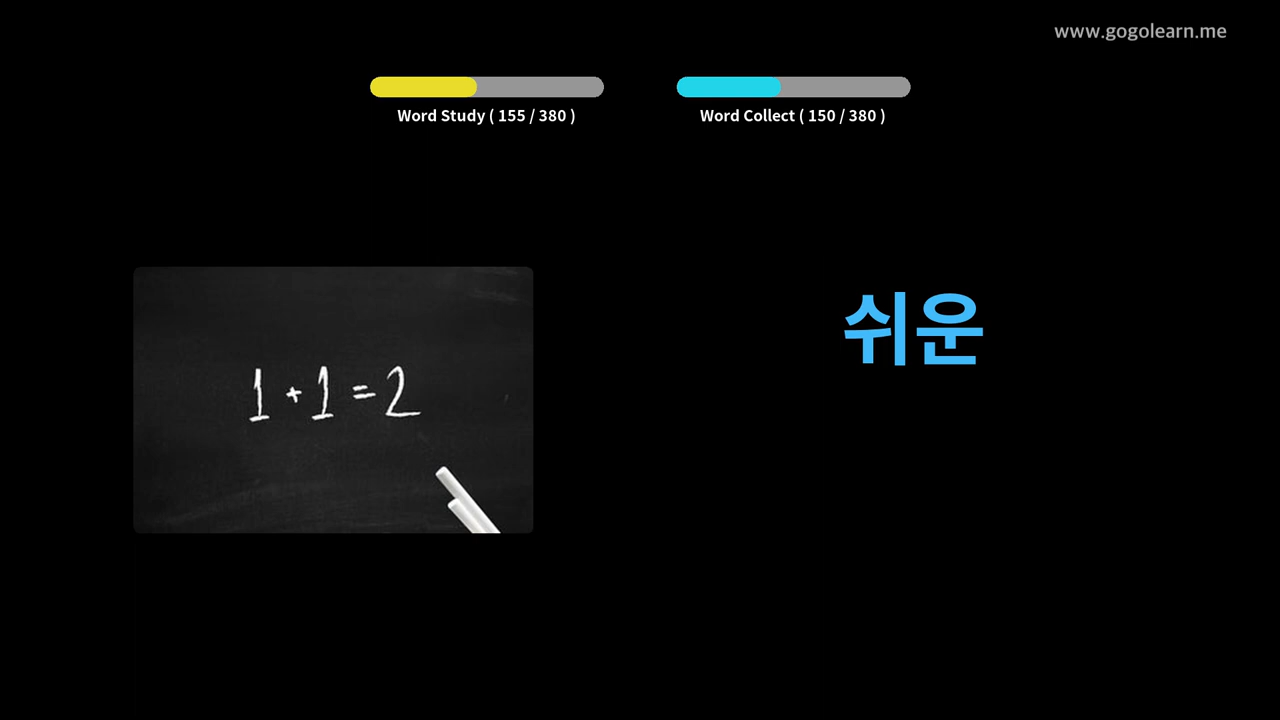 www.gogolearn.me
Word Study ( 155 / 380 )
Word Collect ( 150 / 380 )
1 + 1 = 2
쉬운